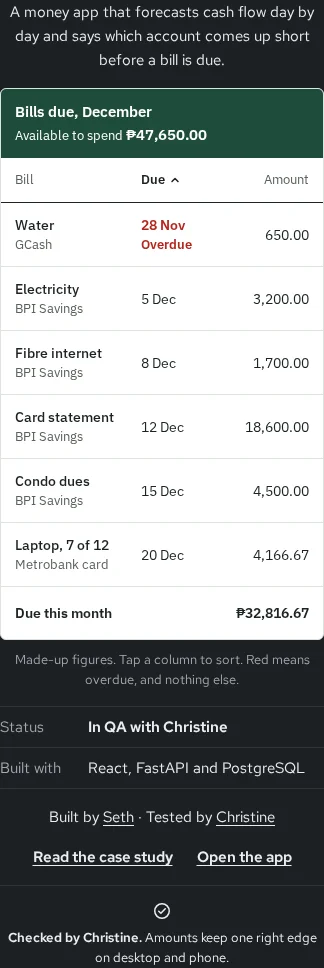 A money app that forecasts cash flow day by
day and says which account comes up short
before a bill is due.
Bills due, December
Available to spend ₱47,650.00
Bill Due Amount
Water 28 Nov 650.00
GCash Overdue
Electricity 5 Dec 3,200.00
BPI Savings
Fibre internet 8 Dec 1,700.00
BPI Savings
Card statement 12 Dec 18,600.00
BPI Savings
Condo dues 15 Dec 4,500.00
BPI Savings
Laptop, 7 of 12 20 Dec 4,166.67
Metrobank card
Due this month ₱32,816.67
Made-up figures. Tap a column to sort. Red means
overdue, and nothing else.
Status In QA with Christine
Built with React, FastAPI and PostgreSQL
Built by Seth · Tested by Christine
Read the case study Open the app
Checked by Christine. Amounts keep one right edge
on desktop and phone.